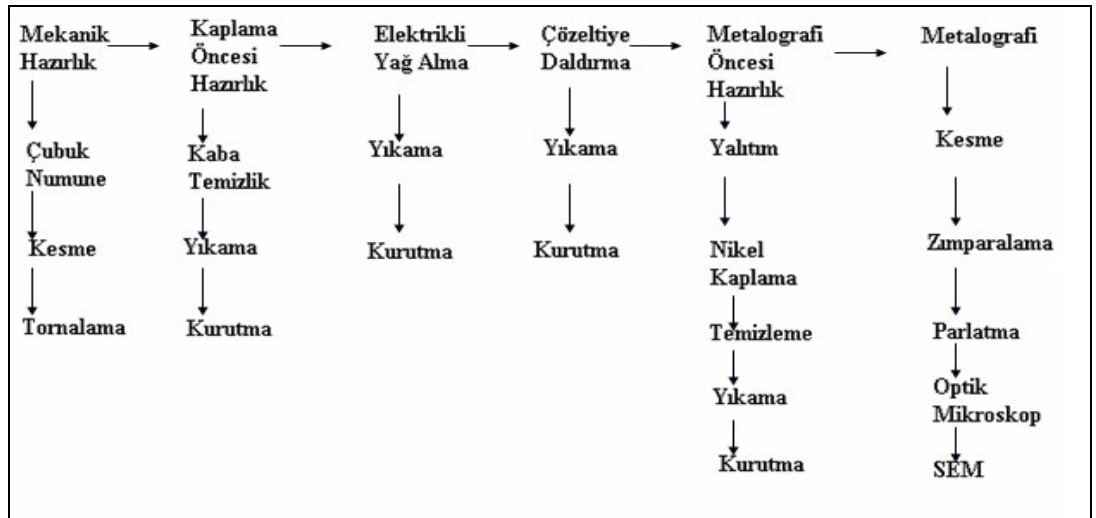 Mekanik
Hazırlık
Çubuk
Numune
Kesme
Tornalama
Kaplama
Öncesi
Hazırlık
Kaba
Temizlik
Yıkama
Kurutma
Elektrikli
Yağ Alma
Yıkama
Kurutma
Çözeltiye
Daldırma
Yıkama
Kurutma
Metalografi
Öncesi
Hazırlık
Yalıtım
Nikel
Kaplama
Temizleme
Yıkama
Kurutma
Metalografi
Kesme
Zımparalama
Parlatma
Optik
Mikroskop
SEM